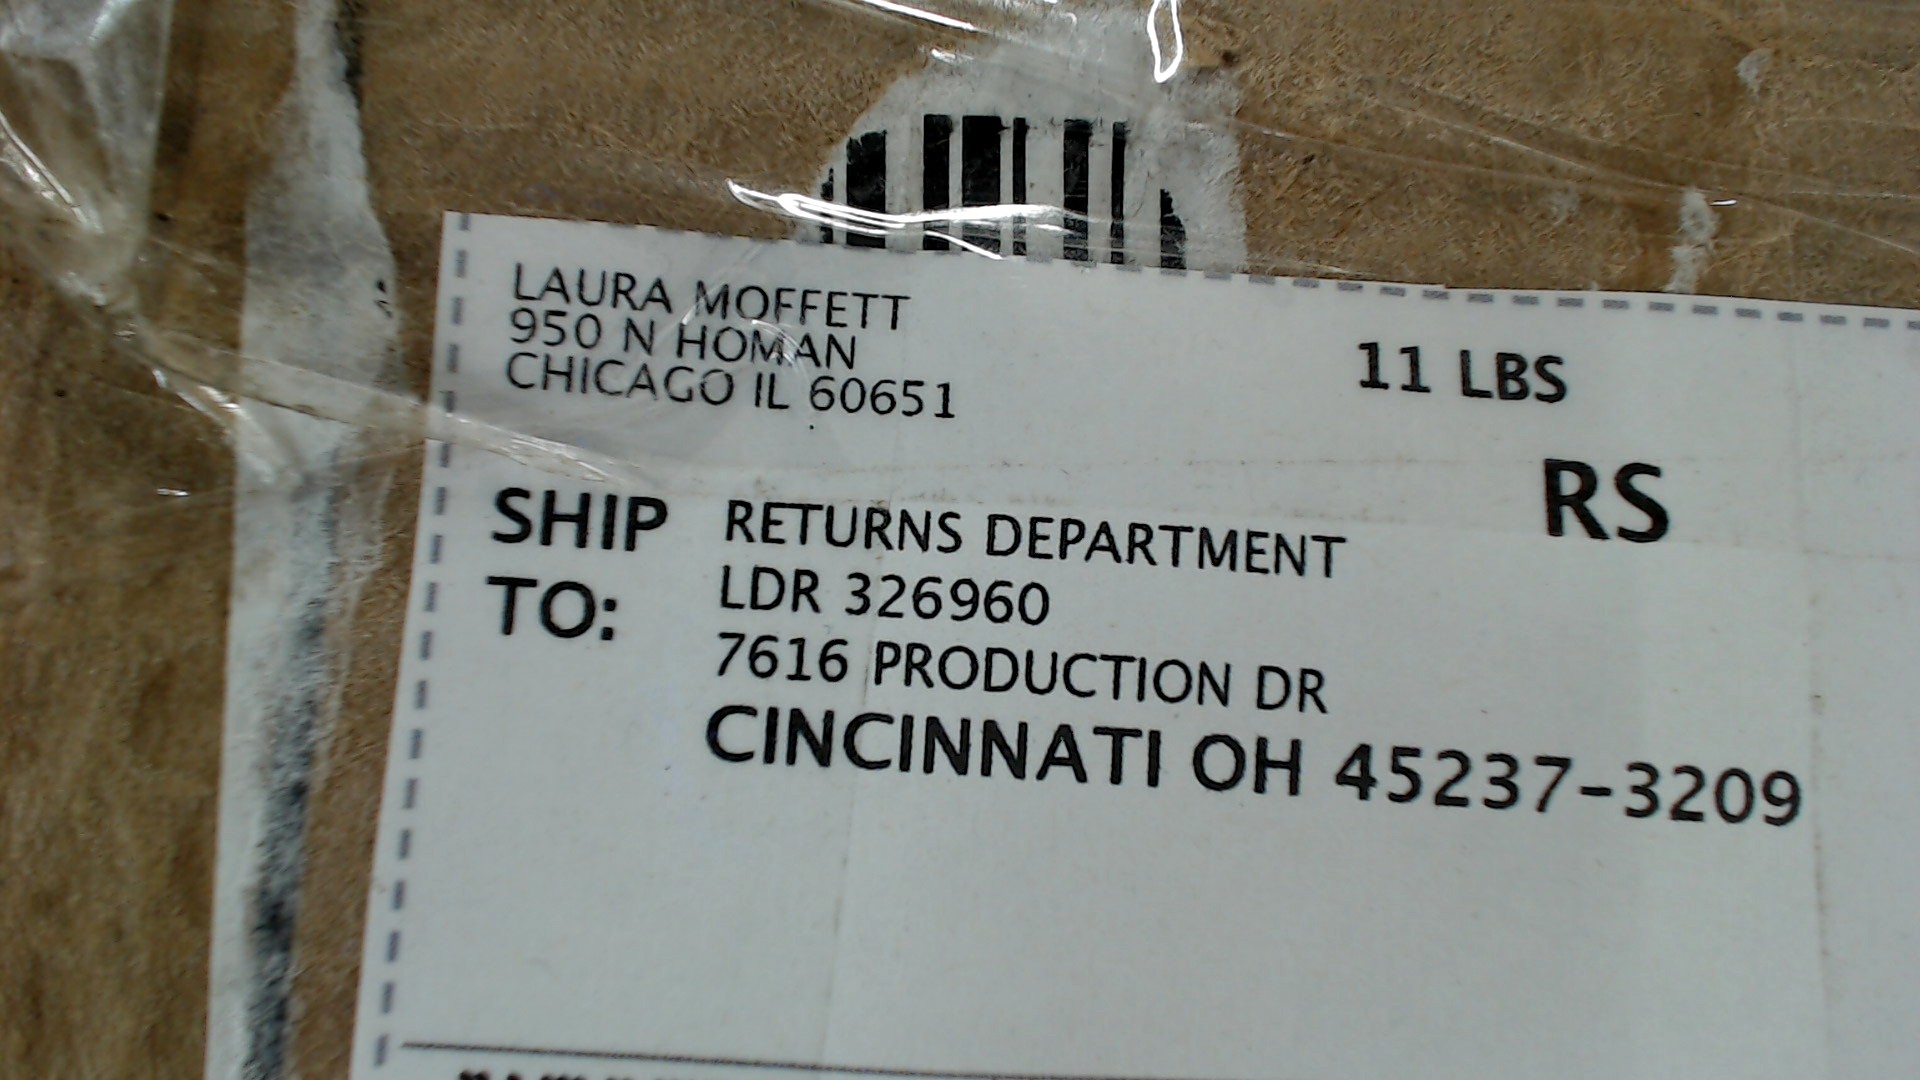 LAURA MOFFETT
950 N HOMAN
CHICAGO IL 60651
11 LBS
RS
SHIP TO:
RETURNS DEPARTMENT
LDR 326960
7616 PRODUCTION DR
CINCINNATI OH 45237-3209